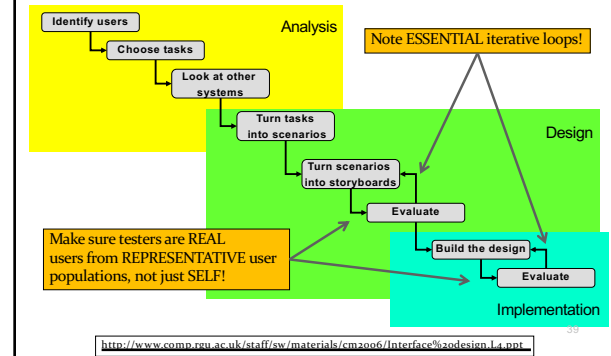 Identify users
Analysis
Note ESSENTIAL iterative loops!
Choose tasks
Look at other
systems
Turn tasks
into scenarios
Design
Turn scenarios
into storyboards
Evaluate
Make sure testers are REAL
users from REPRESENTATIVE user
populations, not just SELF!
Build the design
Evaluate
Implementation
39
http://www.comp.rgu.ac.uk/staff/sw/materials/cm2006/Interface%20design.L4.ppt